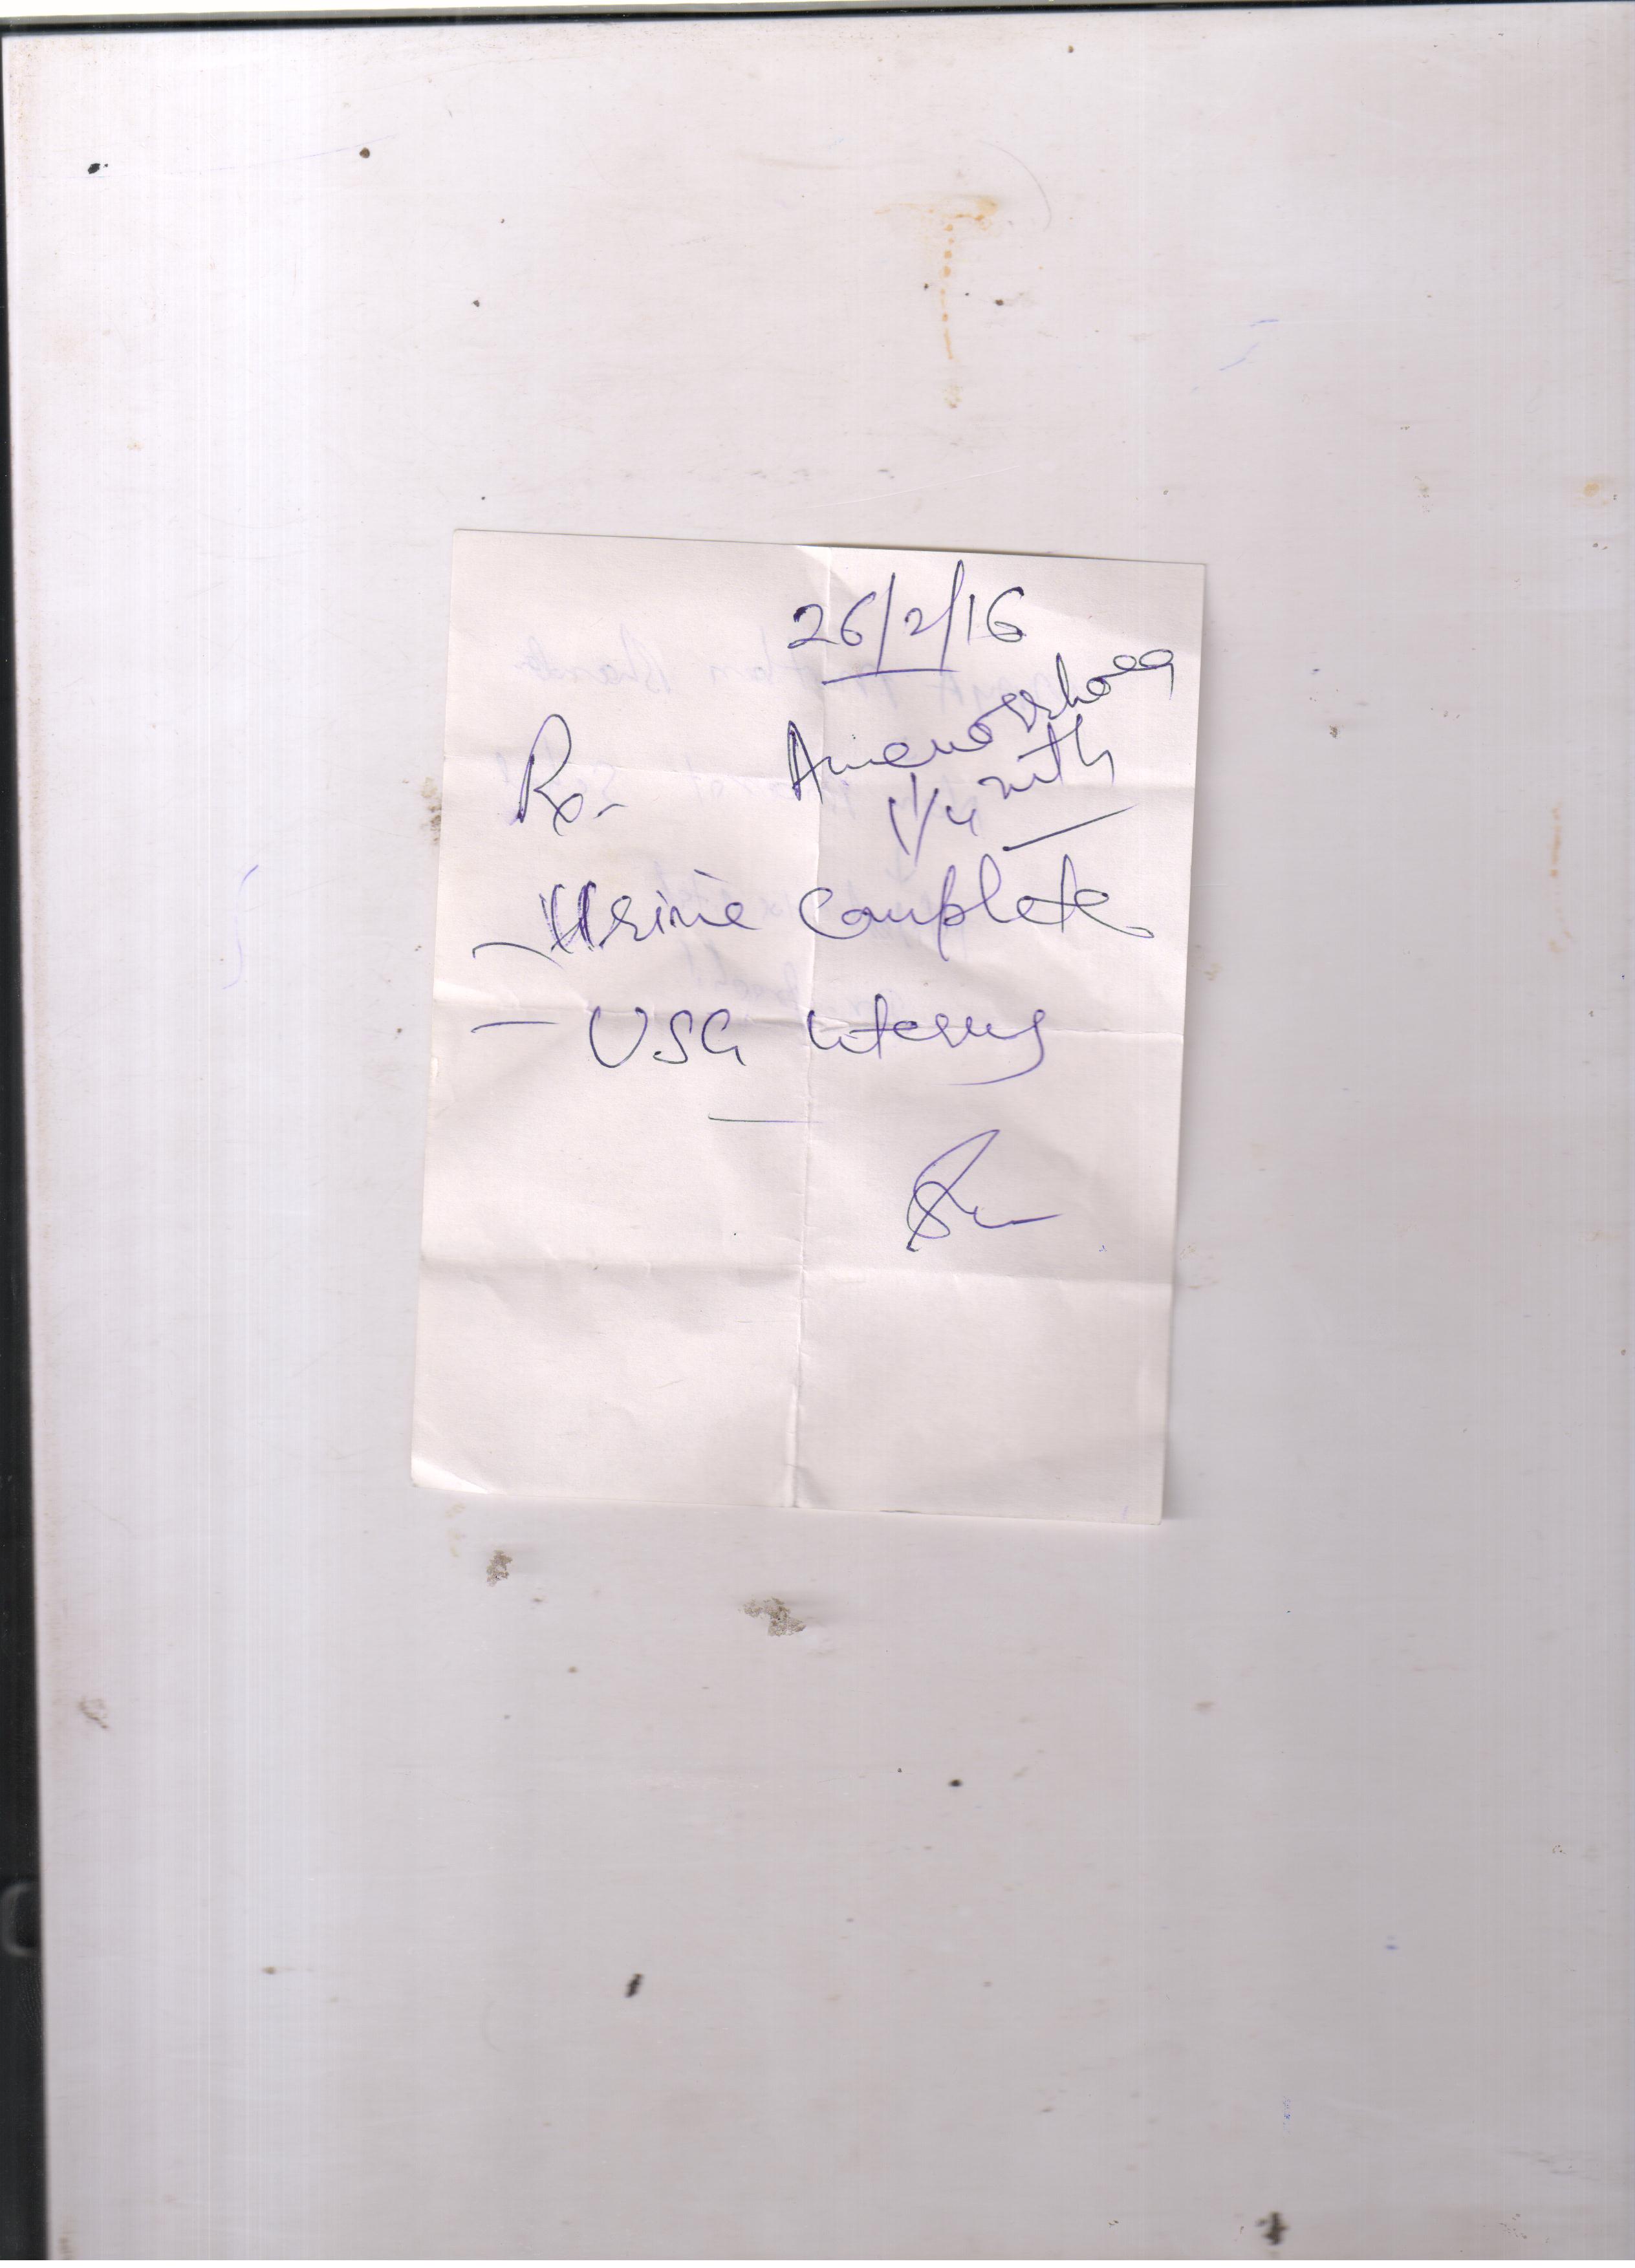 26/2/16
Rx- Amenorrhoea
1/4 mth
- Urine Complete
- USG uterus